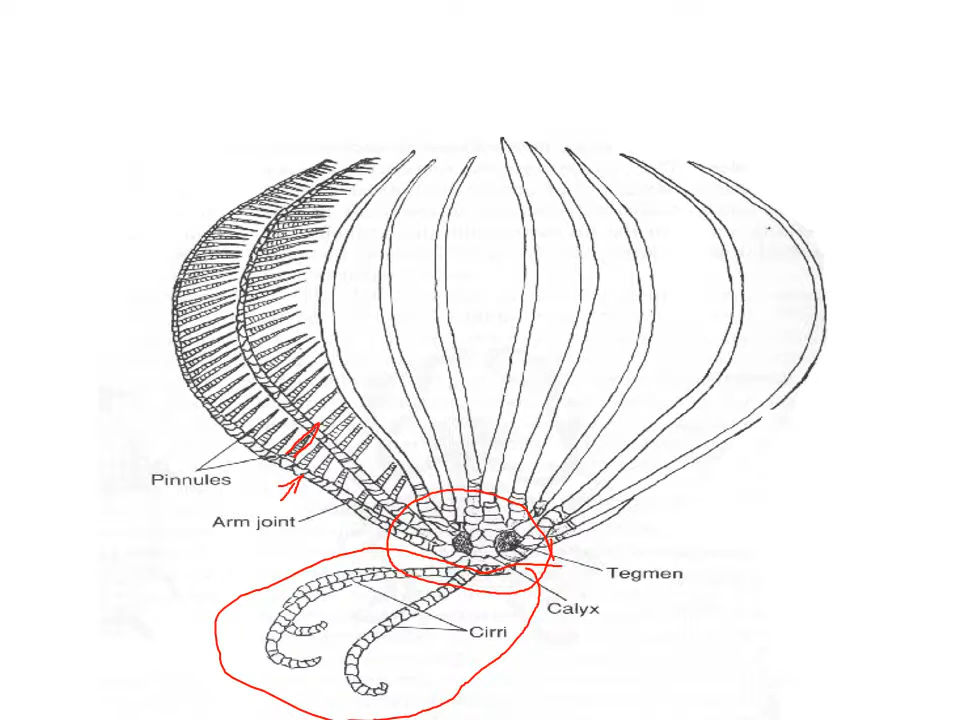 Pinnules
Arm joint
Tegmen
Calyx
Cirri